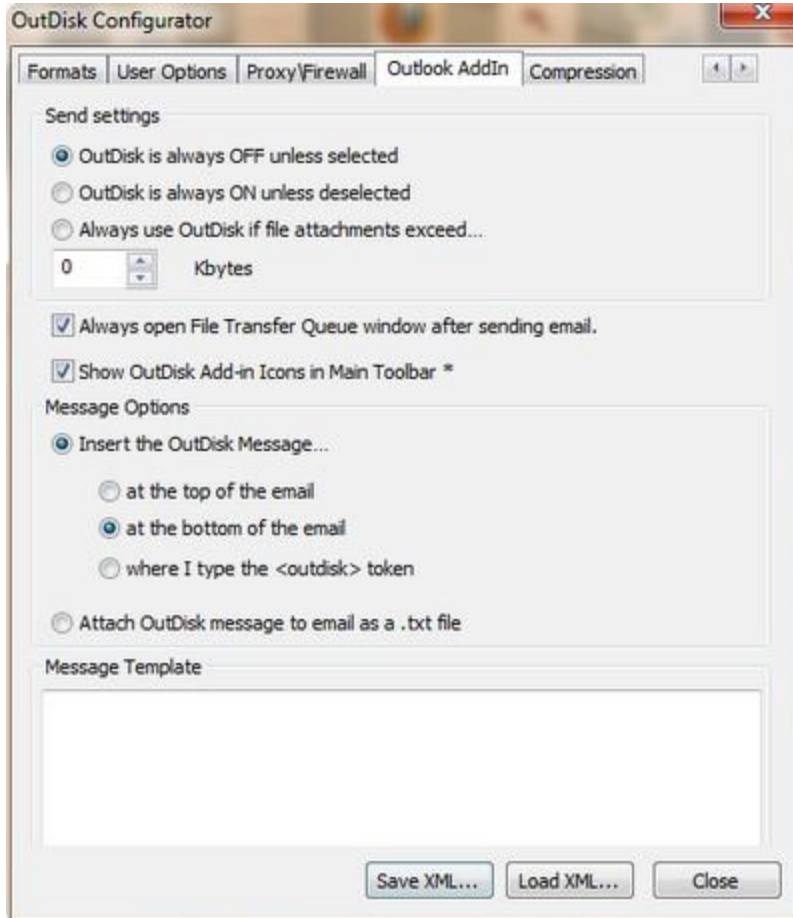 OutDisk Configurator
Formats User Options Proxy\Firewall Outlook AddIn Compression
Send settings
OutDisk is always OFF unless selected
OutDisk is always ON unless deselected
Always use OutDisk if file attachments exceed...
0 Kbytes
Always open File Transfer Queue window after sending email.
Show OutDisk Add-in Icons in Main Toolbar *
Message Options
Insert the OutDisk Message...
at the top of the email
at the bottom of the email
where I type the <outdisk> token
Attach OutDisk message to email as a .txt file
Message Template
Save XML... Load XML... Close